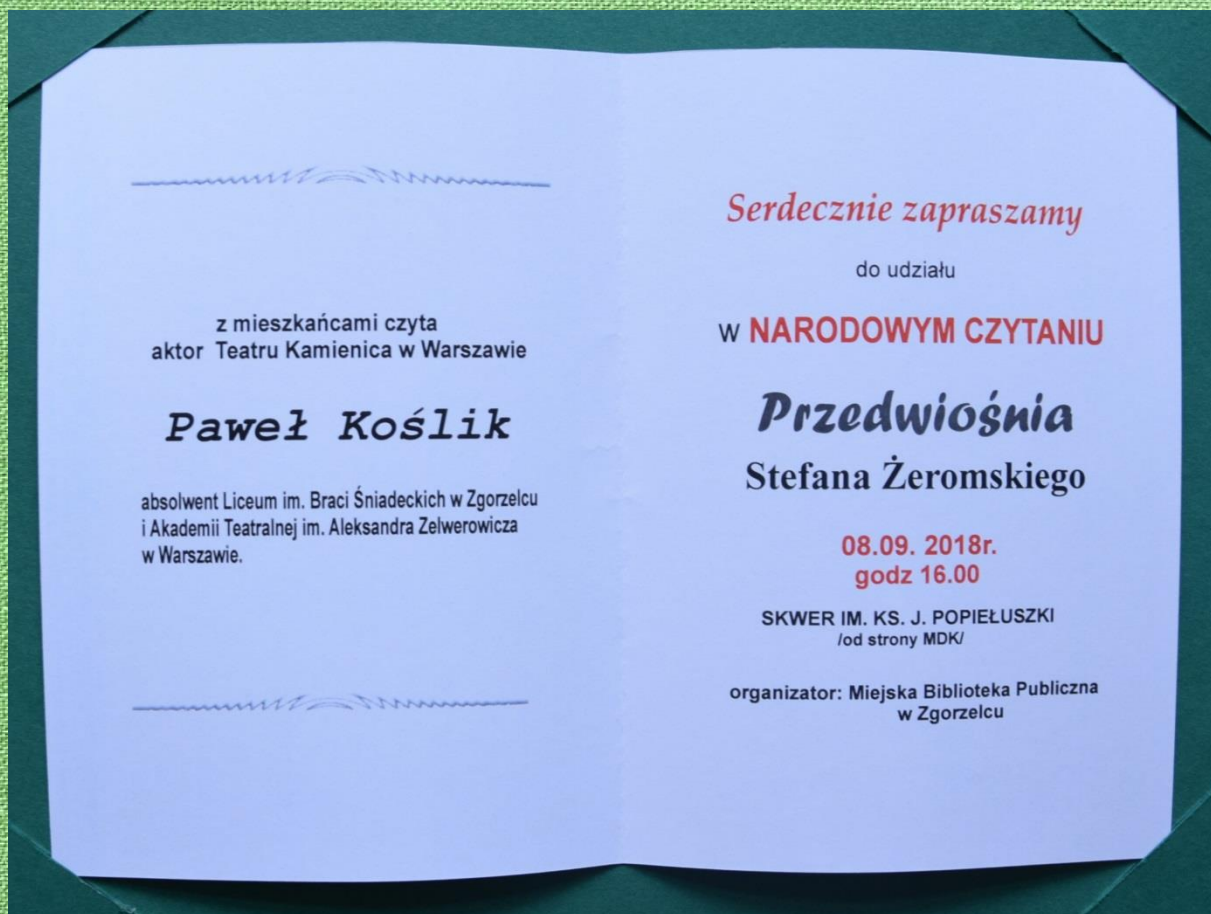 z mieszkańcami czyta
aktor Teatru Kamienica w Warszawie
Paweł Koślik
absolwent Liceum im. Braci Śniadeckich w Zgorzelcu
i Akademii Teatralnej im. Aleksandra Zelwerowicza
w Warszawie.
Serdecznie zapraszamy
do udziału
w NARODOWYM CZYTANIU
Przedwiośnia
Stefana Żeromskiego
08.09. 2018r.
godz 16.00
SKWER IM. KS. J. POPIEŁUSZKI
/od strony MDK/
organizator: Miejska Biblioteka Publiczna
w Zgorzelcu